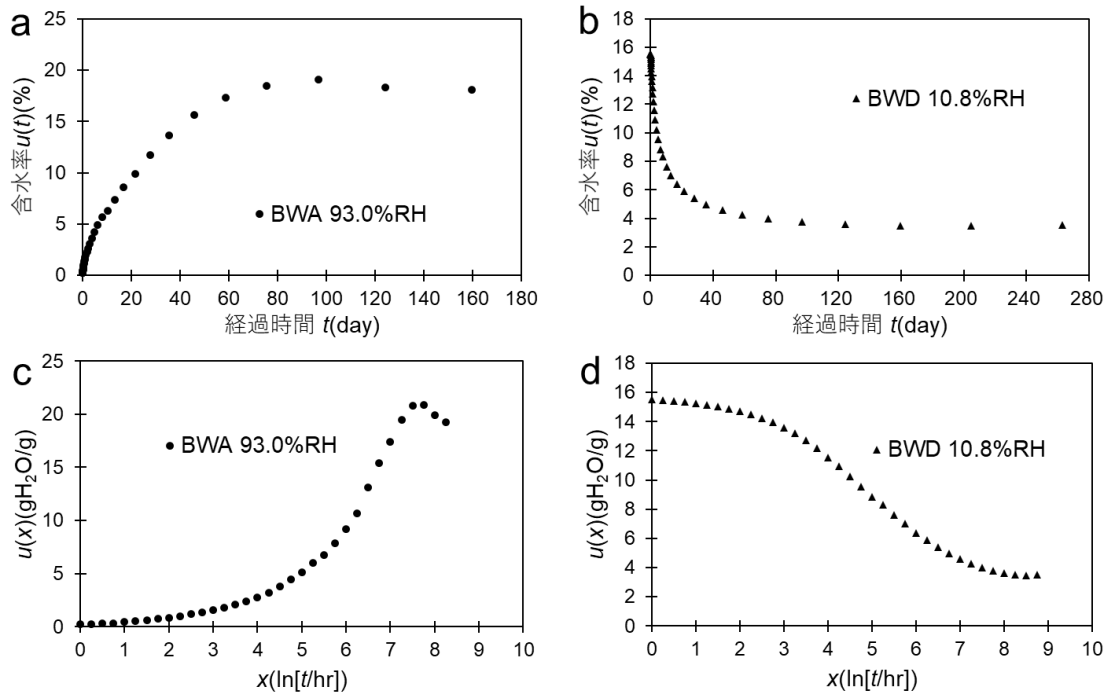 a
25
20
15
10
5
0
含水率u(t)(%)
BWA 93.0%RH
0 20 40 60 80 100 120 140 160 180
経過時間 t(day)
b
18
16
14
12
10
8
6
4
2
0
含水率u(t)(%)
BWD 10.8%RH
0 40 80 120 160 200 240 280
経過時間 t(day)
c
25
20
15
10
5
0
u(x)(gH₂O/g)
BWA 93.0%RH
0 1 2 3 4 5 6 7 8 9 10
x(ln[t/hr])
d
18
16
14
12
10
8
6
4
2
0
u(x)(gH₂O/g)
BWD 10.8%RH
0 1 2 3 4 5 6 7 8 9 10
x(ln[t/hr])